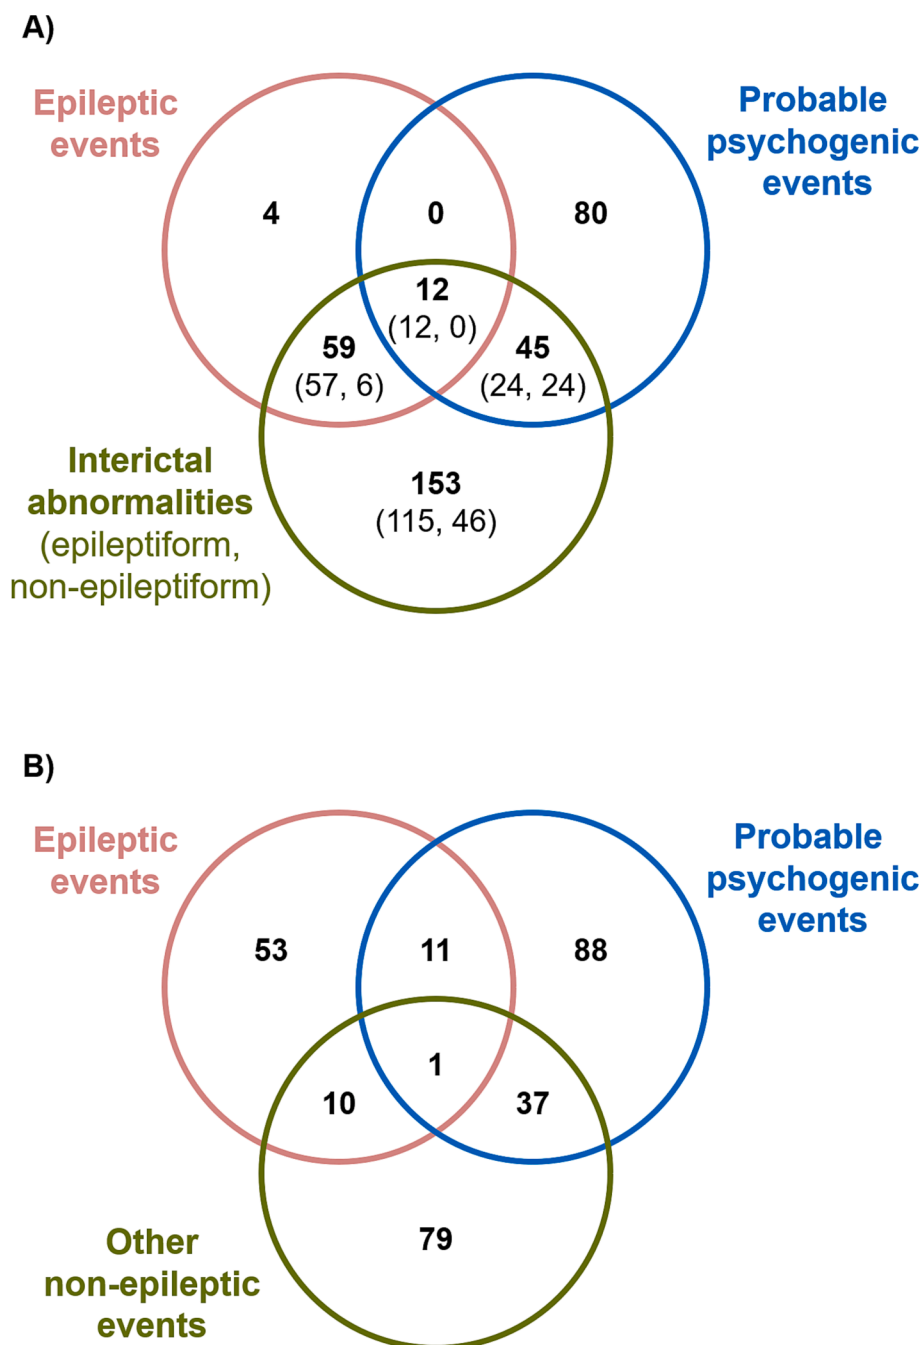 A)
Epileptic
events
Probable
psychogenic
events
4
0
80
12
(12, 0)
59
(57, 6)
45
(24, 24)
Interictal
abnormalities
(epileptiform,
non-epileptiform)
153
(115, 46)
B)
Epileptic
events
Probable
psychogenic
events
53
11
88
1
10
37
79
Other
non-epileptic
events